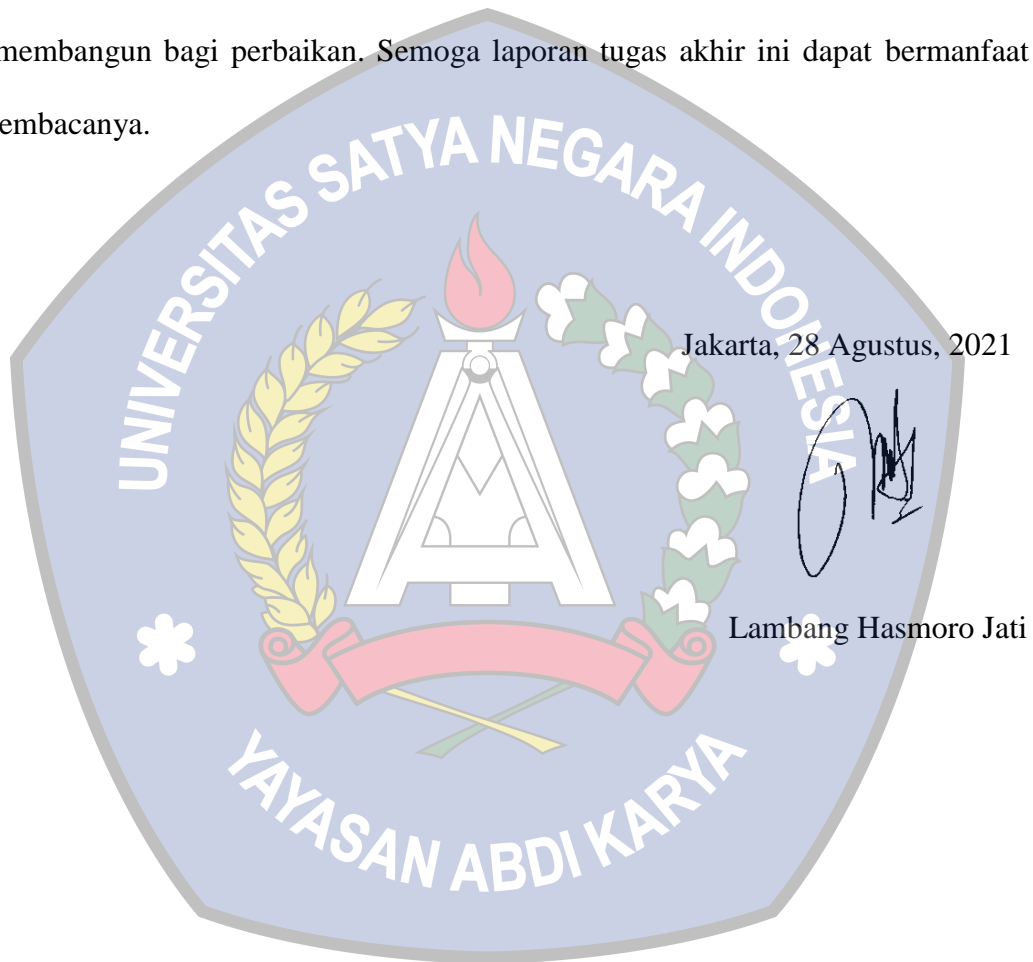 membangun bagi perbaikan. Semoga laporan tugas akhir ini dapat bermanfaat
embacanya.
UNIVERSITAS SATYA NEGARA INDONESIA
Jakarta, 28 Agustus, 2021
Lambang Hasmoro Jati
YAYASAN ABDI KARYA